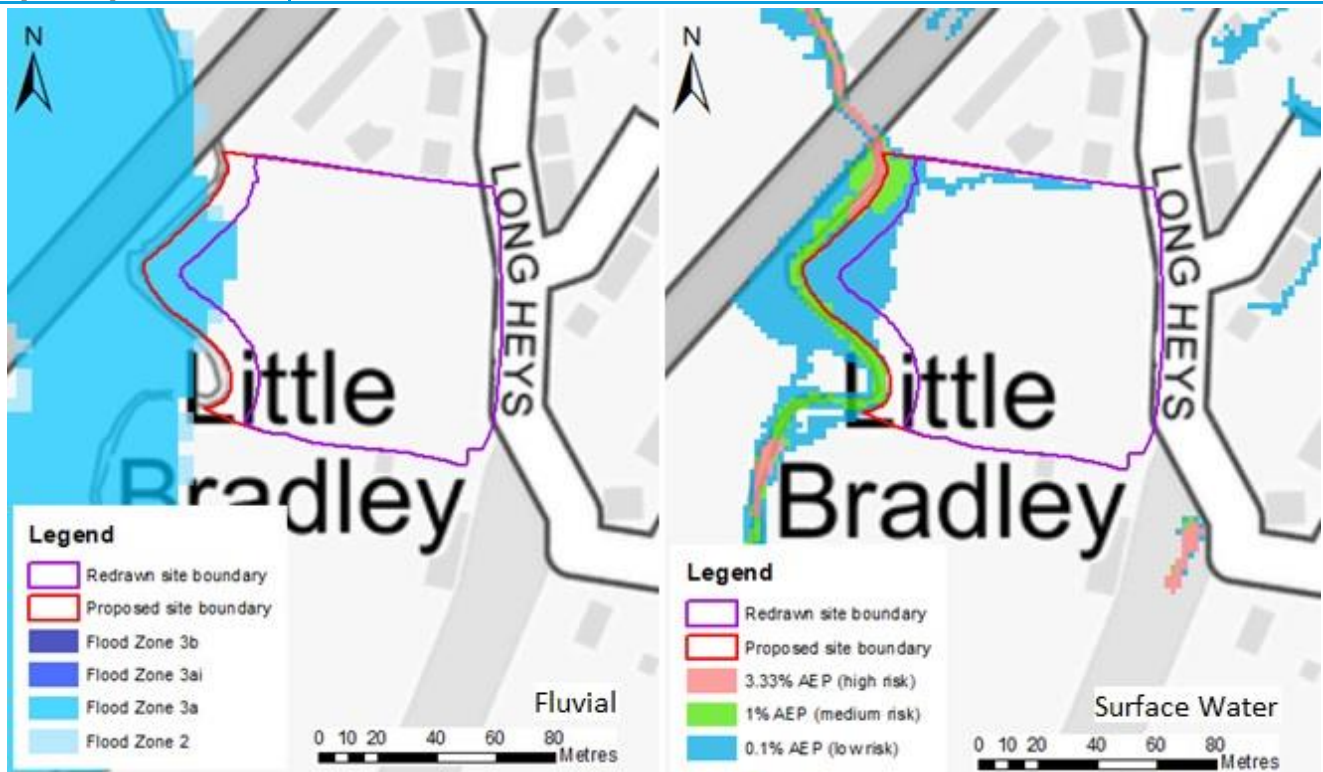 N
LONG HEYS
Little
Bradley
Legend
Redrawn site boundary
Proposed site boundary
Flood Zone 3b
Flood Zone 3ai
Flood Zone 3a
Flood Zone 2
Fluvial
0 10 20 40 60 80
Metres
N
LONG HEYS
Little
Bradley
Legend
Redrawn site boundary
Proposed site boundary
3.33% AEP (high risk)
1% AEP (medium risk)
0.1% AEP (low risk)
Surface Water
0 10 20 40 60 80
Metres